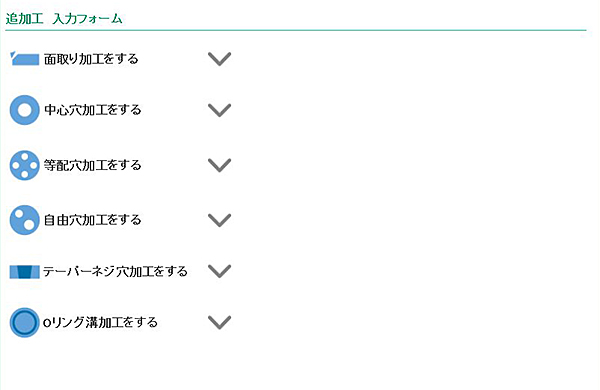 追加工 入力フォーム
面取り加工をする
中心穴加工をする
等配穴加工をする
自由穴加工をする
テーパーネジ穴加工をする
Oリング溝加工をする